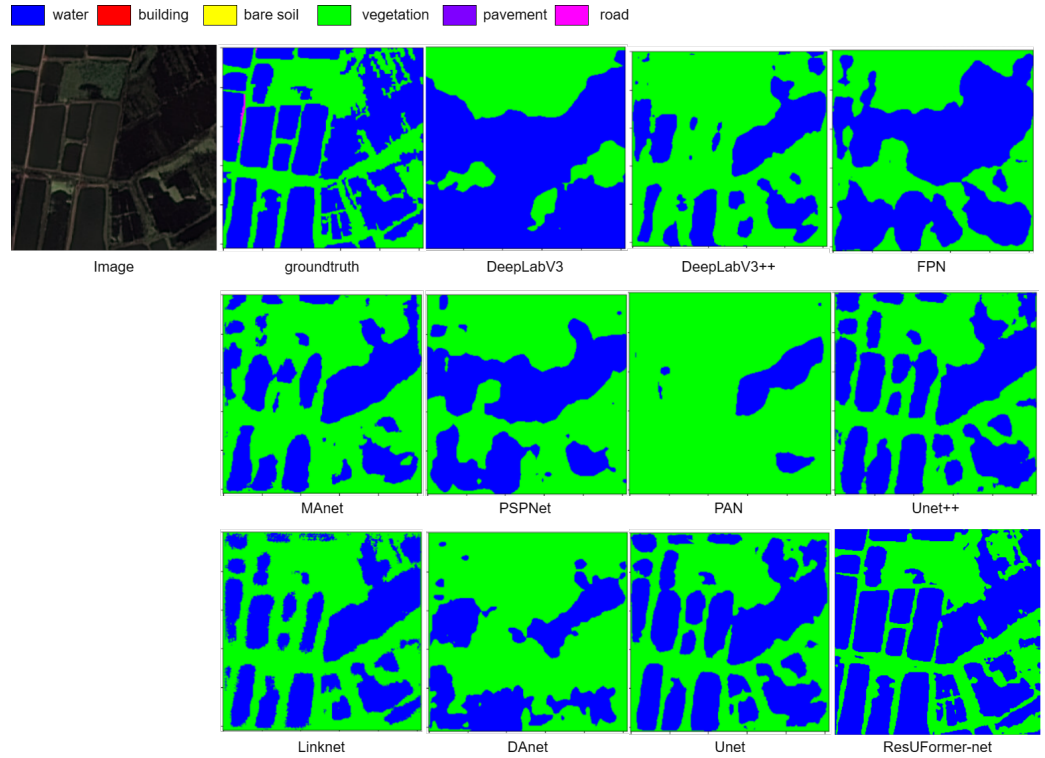 water building bare soil vegetation pavement road
Image groundtruth DeepLabV3 DeepLabV3++ FPN
MAnet PSPNet PAN Unet++
Linknet DAnet Unet ResUFormer-net